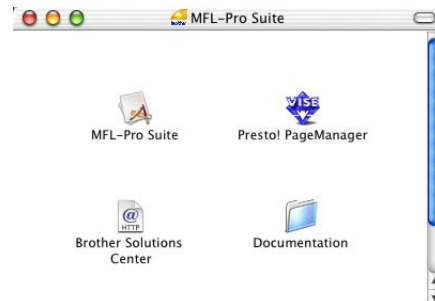 MFL-Pro Suite
VISE
MFL-Pro Suite
Presto! PageManager
@
HTTP
Brother Solutions
Center
Documentation